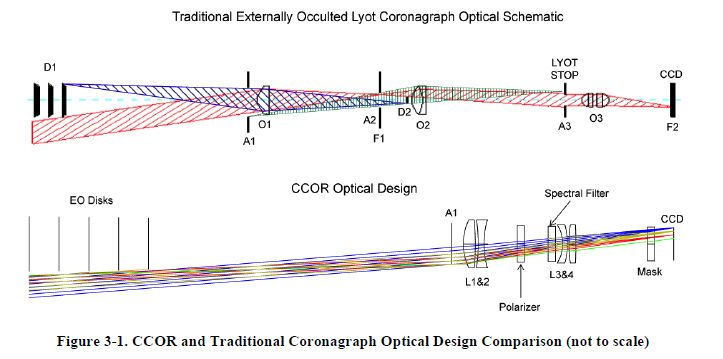 Traditional Externally Occulted Lyot Coronagraph Optical Schematic
D1
LYOT
STOP
CCD
A1
O1
A2
F1
D2
O2
A3
O3
F2
CCOR Optical Design
EO Disks
A1
Spectral Filter
CCD
L1&2
Polarizer
L3&4
Mask
Figure 3-1. CCOR and Traditional Coronagraph Optical Design Comparison (not to scale)